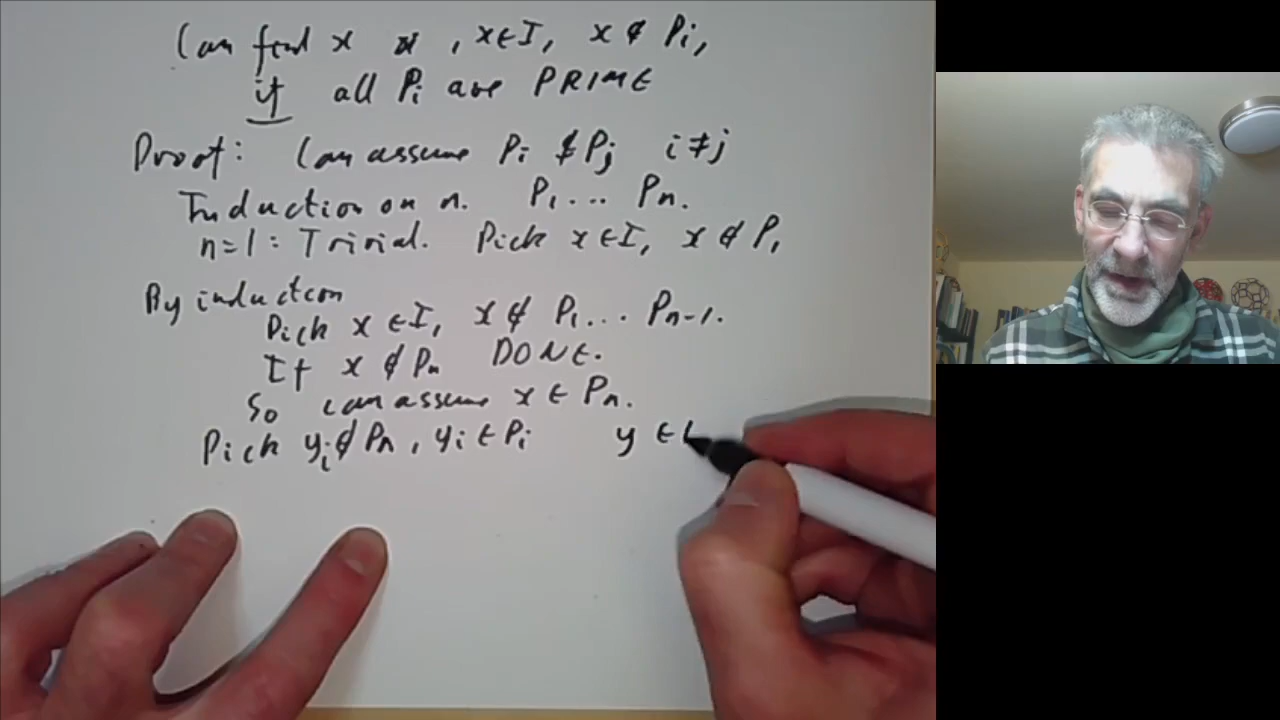 Can find x , x∈I, x∉Pi,
if all Pi are PRIME
Proof: Can assume Pi ⊄ Pj i≠j
Induction on n. P1 ... Pn.
n=1: Trivial. Pick x∈I, x∉P1
By induction
Pick x∈I, x∉ P1 ... Pn-1.
If x∉Pn DONE.
So can assume x∈Pn.
Pick yi∉Pn, yi∈Pi y∈